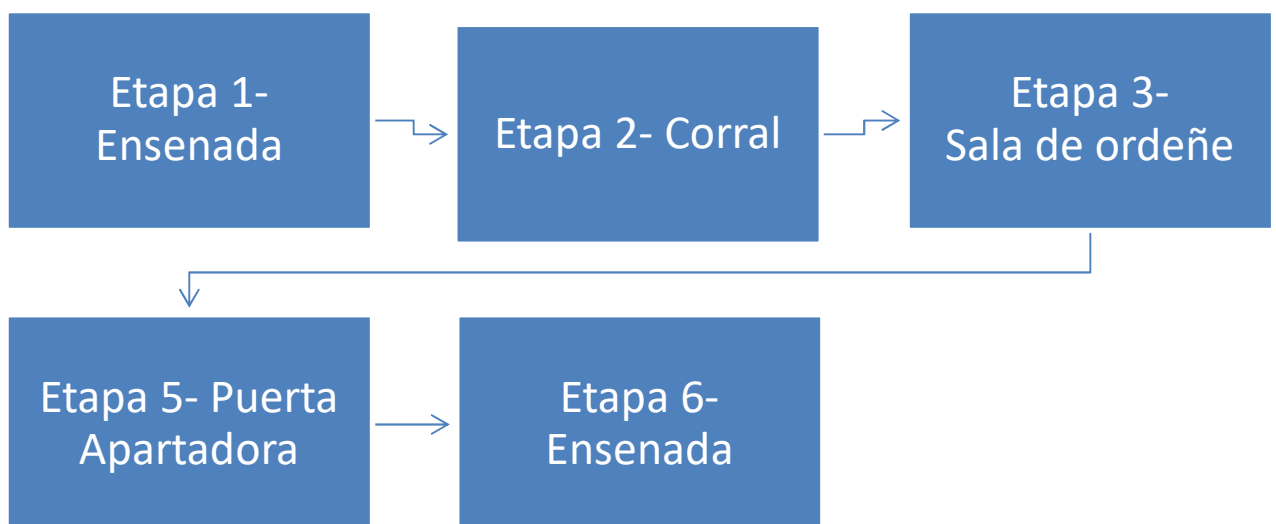 Etapa 1-
Ensenada
Etapa 2- Corral
Etapa 3-
Sala de ordeñe
Etapa 5- Puerta
Apartadora
Etapa 6-
Ensenada